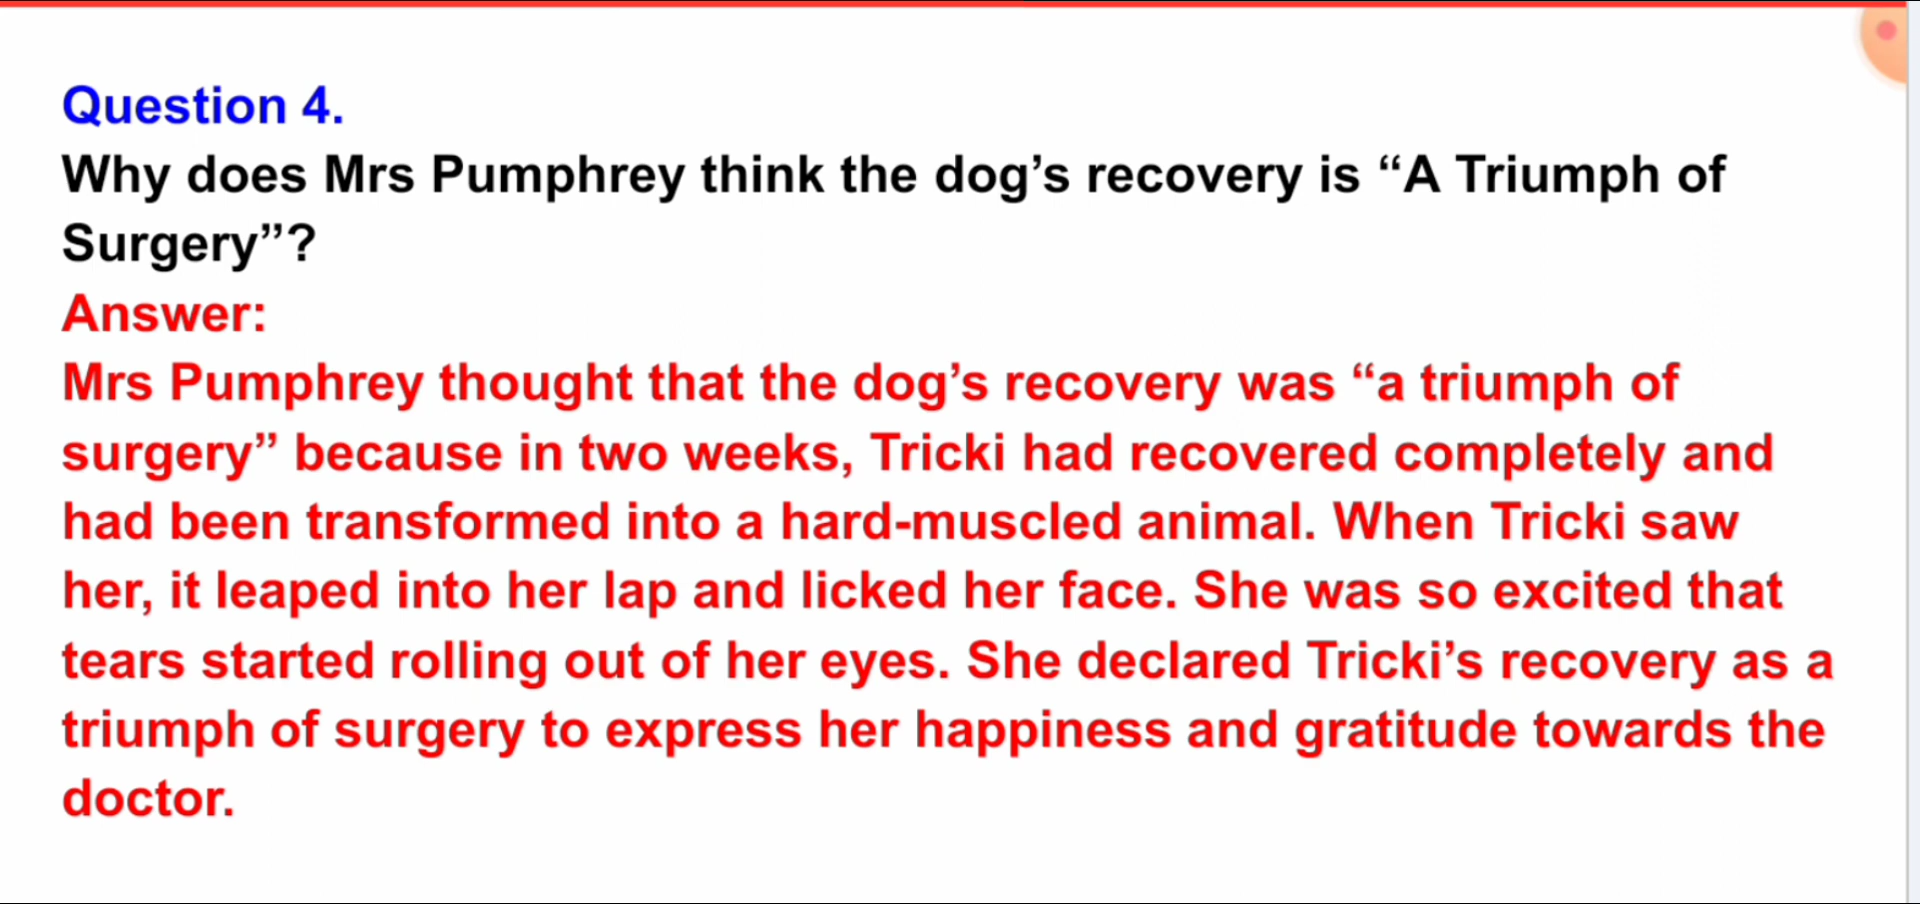 Question 4.
Why does Mrs Pumphrey think the dog’s recovery is “A Triumph of
Surgery”?
Answer:
Mrs Pumphrey thought that the dog’s recovery was “a triumph of
surgery” because in two weeks, Tricki had recovered completely and
had been transformed into a hard-muscled animal. When Tricki saw
her, it leaped into her lap and licked her face. She was so excited that
tears started rolling out of her eyes. She declared Tricki’s recovery as a
triumph of surgery to express her happiness and gratitude towards the
doctor.